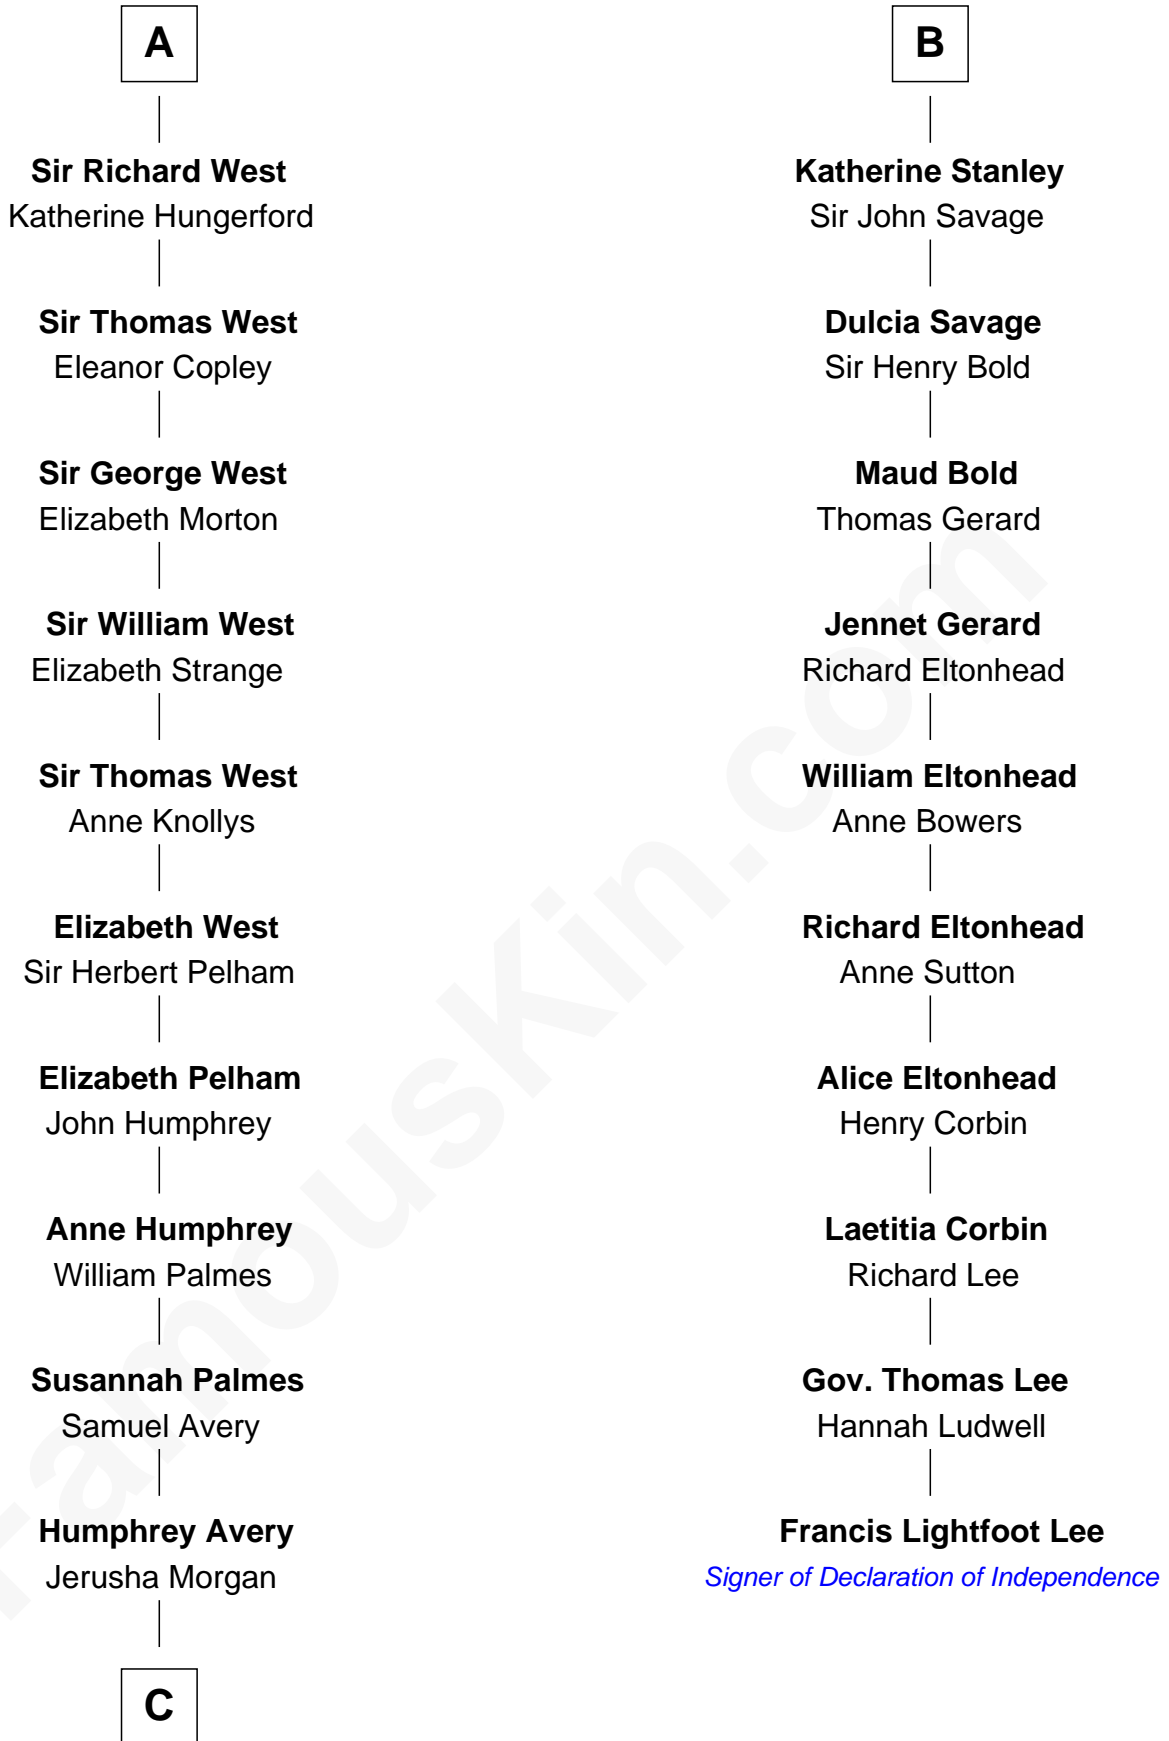 A
Sir Richard West
Katherine Hungerford
Sir Thomas West
Eleanor Copley
Sir George West
Elizabeth Morton
Sir William West
Elizabeth Strange
Sir Thomas West
Anne Knollys
Elizabeth West
Sir Herbert Pelham
Elizabeth Pelham
John Humphrey
Anne Humphrey
William Palmes
Susannah Palmes
Samuel Avery
Humphrey Avery
Jerusha Morgan
C
B
Katherine Stanley
Sir John Savage
Dulcia Savage
Sir Henry Bold
Maud Bold
Thomas Gerard
Jennet Gerard
Richard Eltonhead
William Eltonhead
Anne Bowers
Richard Eltonhead
Anne Sutton
Alice Eltonhead
Henry Corbin
Laetitia Corbin
Richard Lee
Gov. Thomas Lee
Hannah Ludwell
Francis Lightfoot Lee
Signer of Declaration of Independence
FamousKin.com